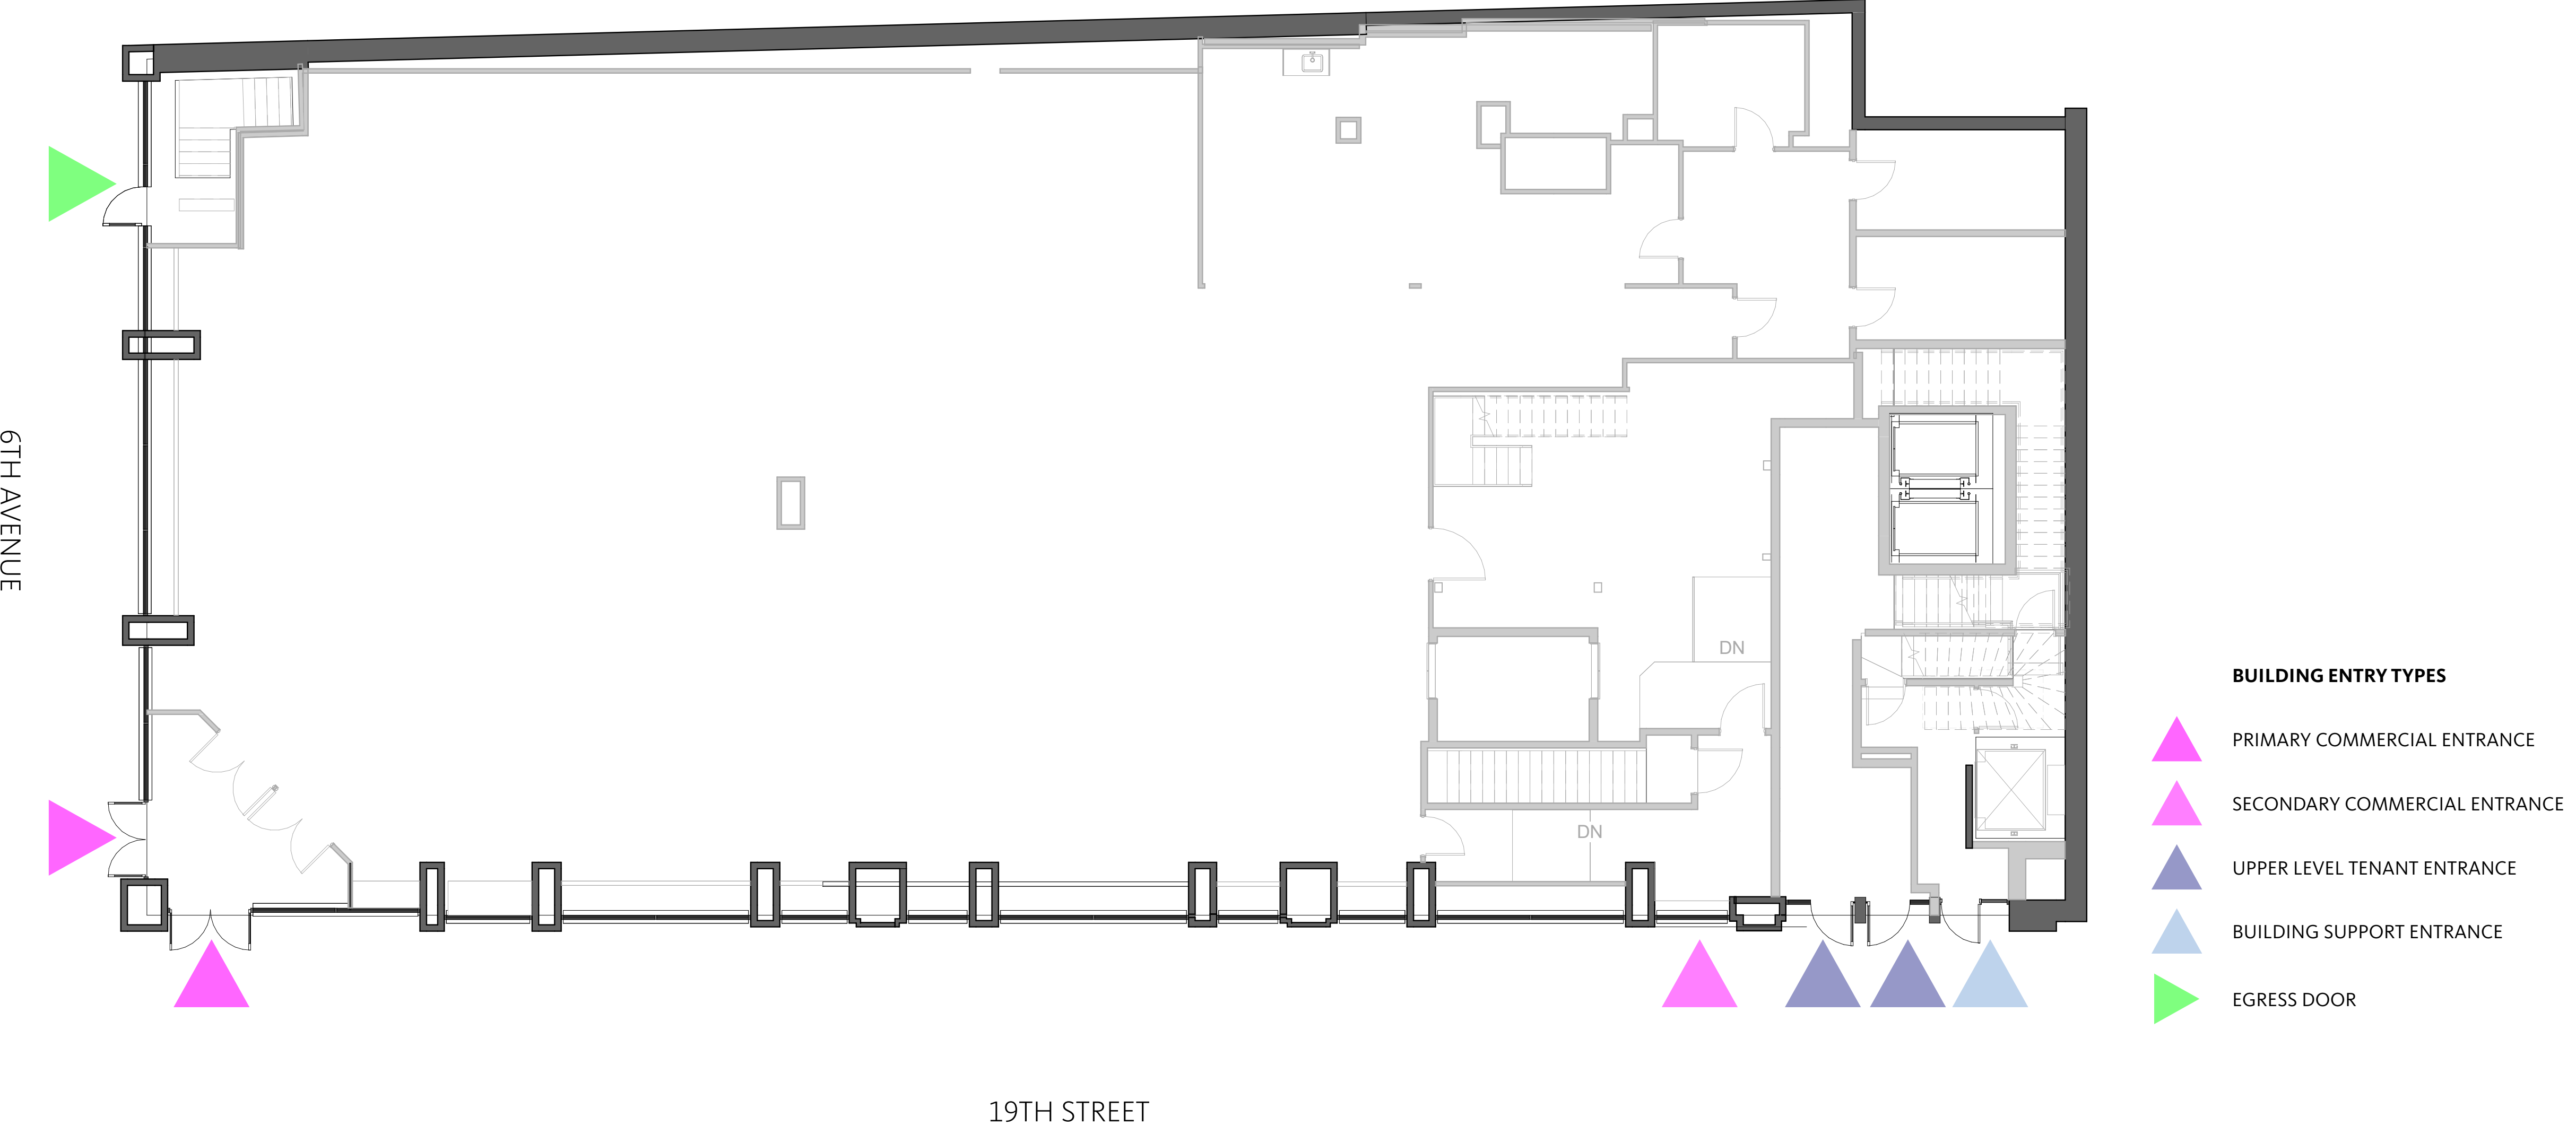 6TH AVENUE
DN
DN
BUILDING ENTRY TYPES
PRIMARY COMMERCIAL ENTRANCE
SECONDARY COMMERCIAL ENTRANCE
UPPER LEVEL TENANT ENTRANCE
BUILDING SUPPORT ENTRANCE
EGRESS DOOR
19TH STREET